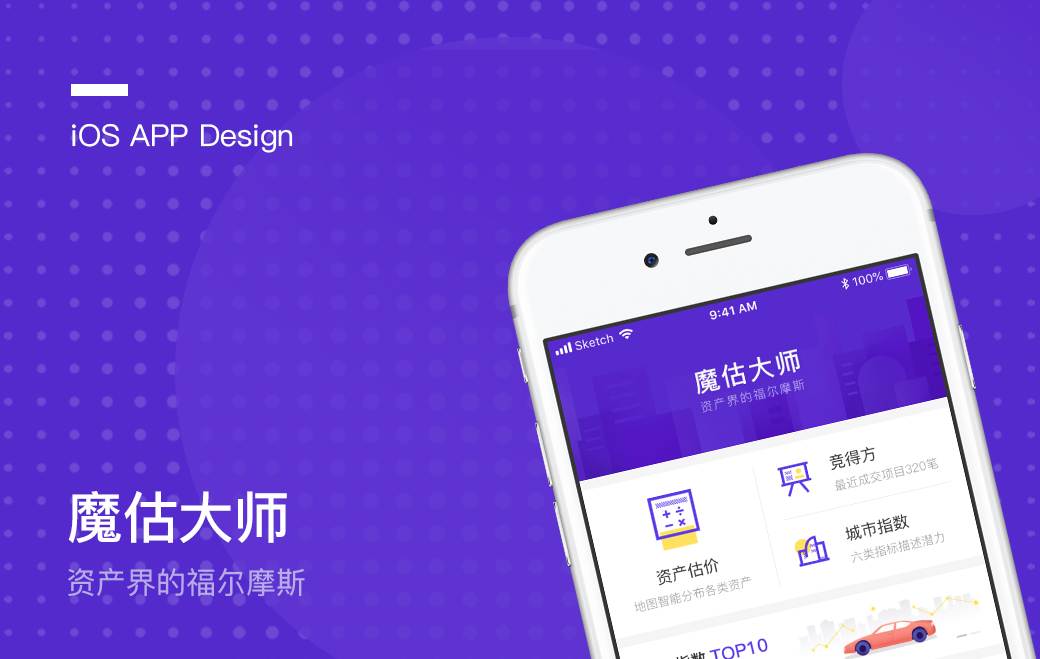 iOS APP Design
魔估大师
资产界的福尔摩斯
Sketch
9:41 AM
100%
魔估大师
资产界的福尔摩斯
资产估价
地图智能分布各类资产
竞得方
最近成交项目320笔
城市指数
六类指标描述潜力
指数 TOP10